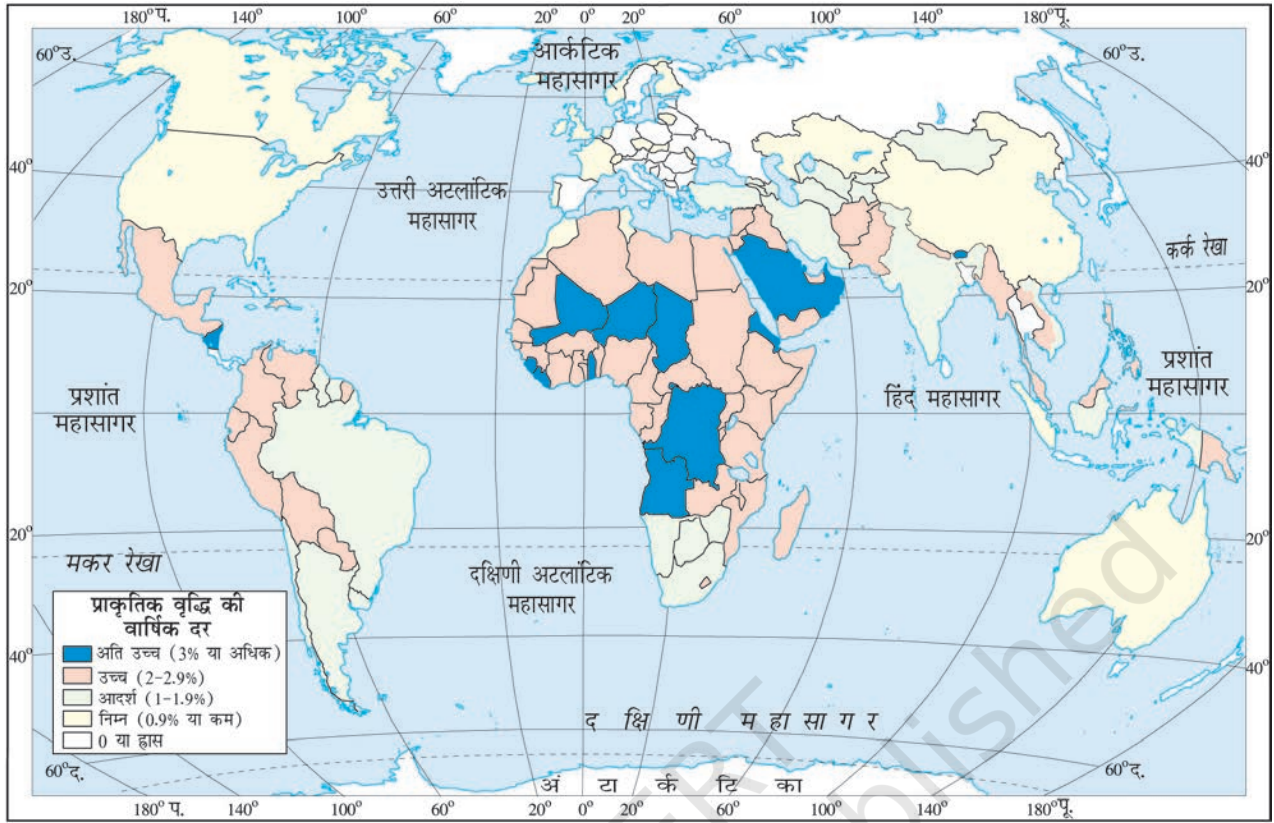 180° प. 140° 100° 60° 20° 0° 20° 60° 100° 140° 180° पू.
60° उ.
60° उ.
आर्कटिक
महासागर
40°
40°
उत्तरी अटलांटिक
महासागर
कर्क रेखा
20°
20°
प्रशांत
महासागर
हिंद महासागर
प्रशांत
महासागर
0°
0°
20°
20°
मकर रेखा
दक्षिणी अटलांटिक
महासागर
प्राकृतिक वृद्धि की
वार्षिक दर
अति उच्च (3% या अधिक)
उच्च (2-2.9%)
आदर्श (1-1.9%)
निम्न (0.9% या कम)
0 या ह्रास
40°
40°
द क्षि णी म हा सा ग र
60° द.
60° द.
अं टा र्क टि का
180° प. 140° 100° 60° 20° 0° 20° 60° 100° 140° 180° पू.